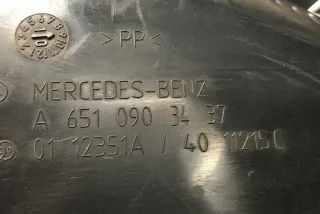 >PP<
MERCEDES-BENZ
A 651 090 34 37
01 12351A / 40 11215C